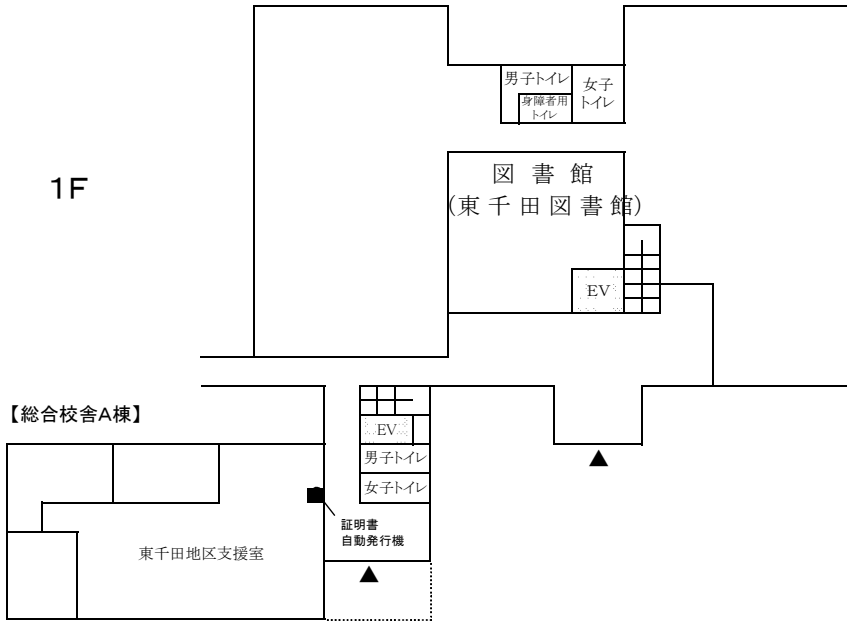 男子トイレ
女子
トイレ
身障者用
トイレ
1F
図書館
(東千田図書館)
EV
【総合校舎A棟】
EV
男子トイレ
女子トイレ
▲
証明書
自動発行機
東千田地区支援室
▲